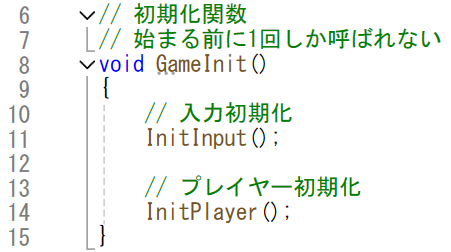 6 // 初期化関数
7 // 始まる前に1回しか呼ばれない
8 void GameInit()
9 {
10 // 入力初期化
11 InitInput();
12
13 // プレイヤー初期化
14 InitPlayer();
15 }